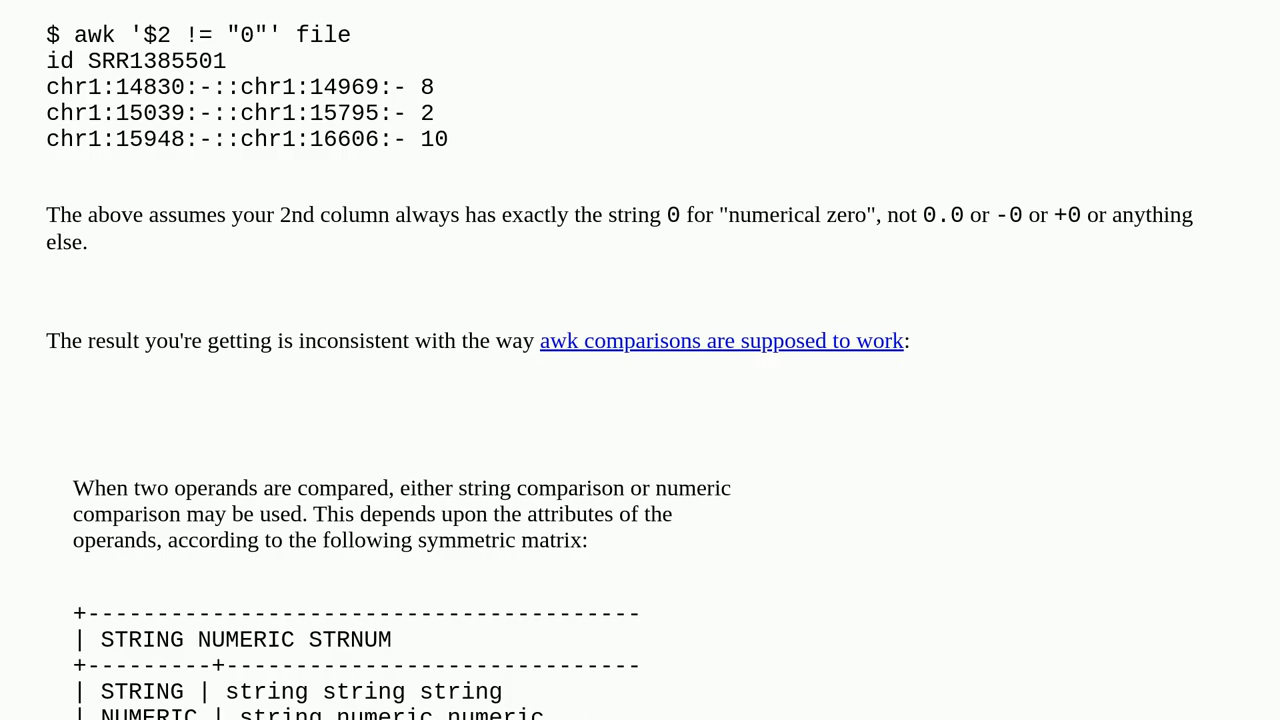 $ awk '$2 != "0"' file
id SRR1385501
chr1:14830:-::chr1:14969:- 8
chr1:15039:-::chr1:15795:- 2
chr1:15948:-::chr1:16606:- 10
The above assumes your 2nd column always has exactly the string 0 for "numerical zero", not 0.0 or -0 or +0 or anything
else.
The result you're getting is inconsistent with the way awk comparisons are supposed to work:
When two operands are compared, either string comparison or numeric
comparison may be used. This depends upon the attributes of the
operands, according to the following symmetric matrix:
+----------------------------------------
| STRING NUMERIC STRNUM
+---------+------------------------------
| STRING | string string string
| NUMERIC | string numeric numeric